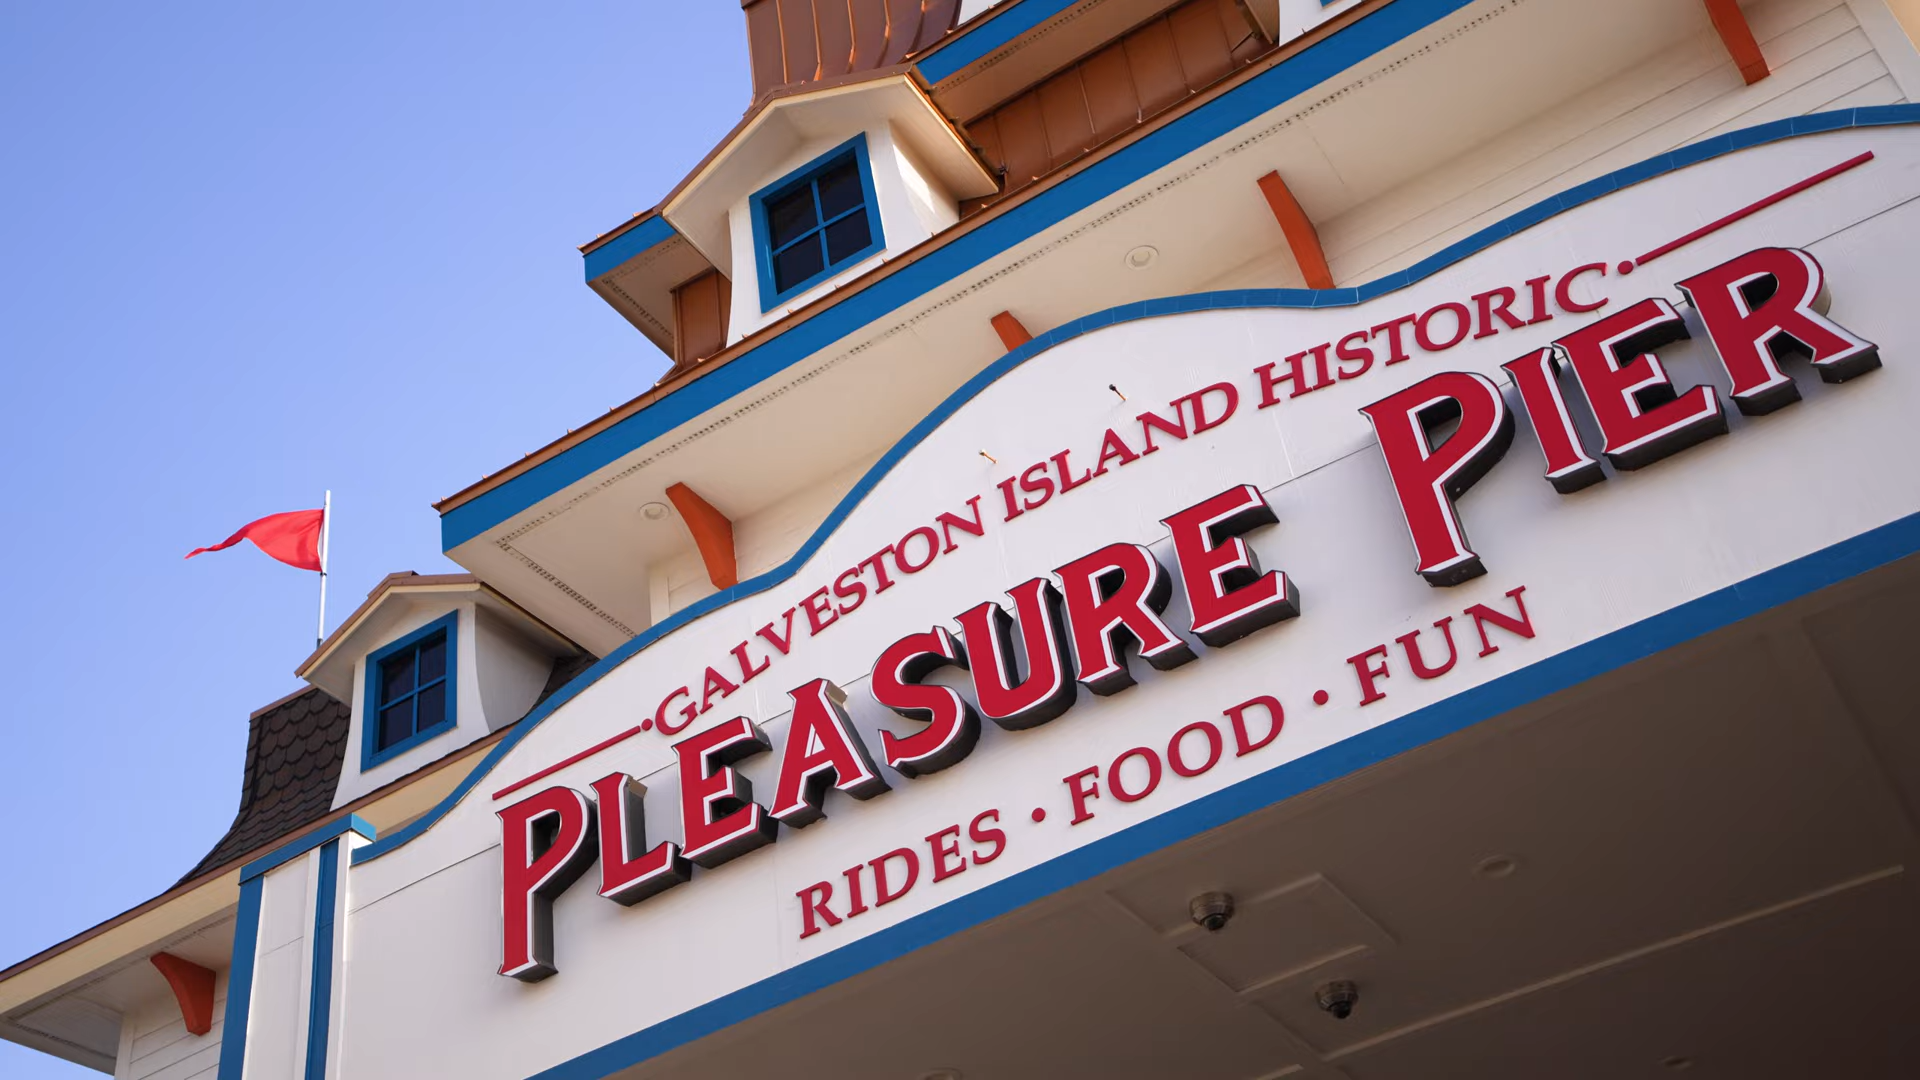 •GALVESTON ISLAND HISTORIC•
PLEASURE PIER
RIDES • FOOD • FUN